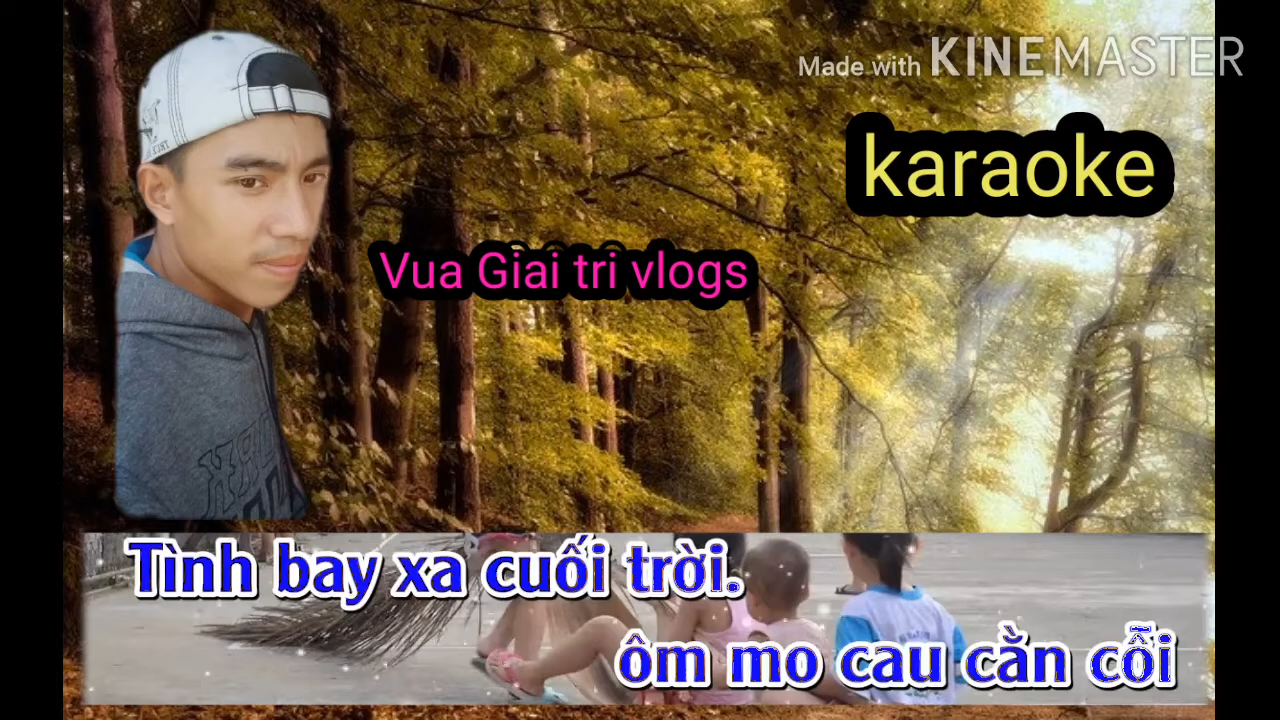 Made with KINEMASTER
karaoke
Vua Giai tri vlogs
Tình bay xa cuối trời.
ôm mo cau cằn cỗi